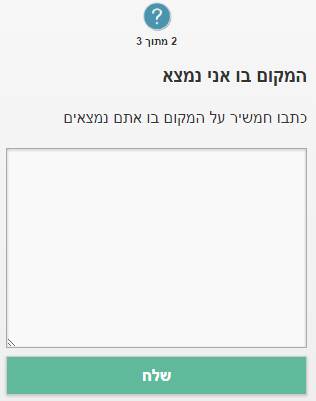 ?
2 מתוך 3
המקום בו אני נמצא
כתבו חמשיר על המקום בו אתם נמצאים
שלח